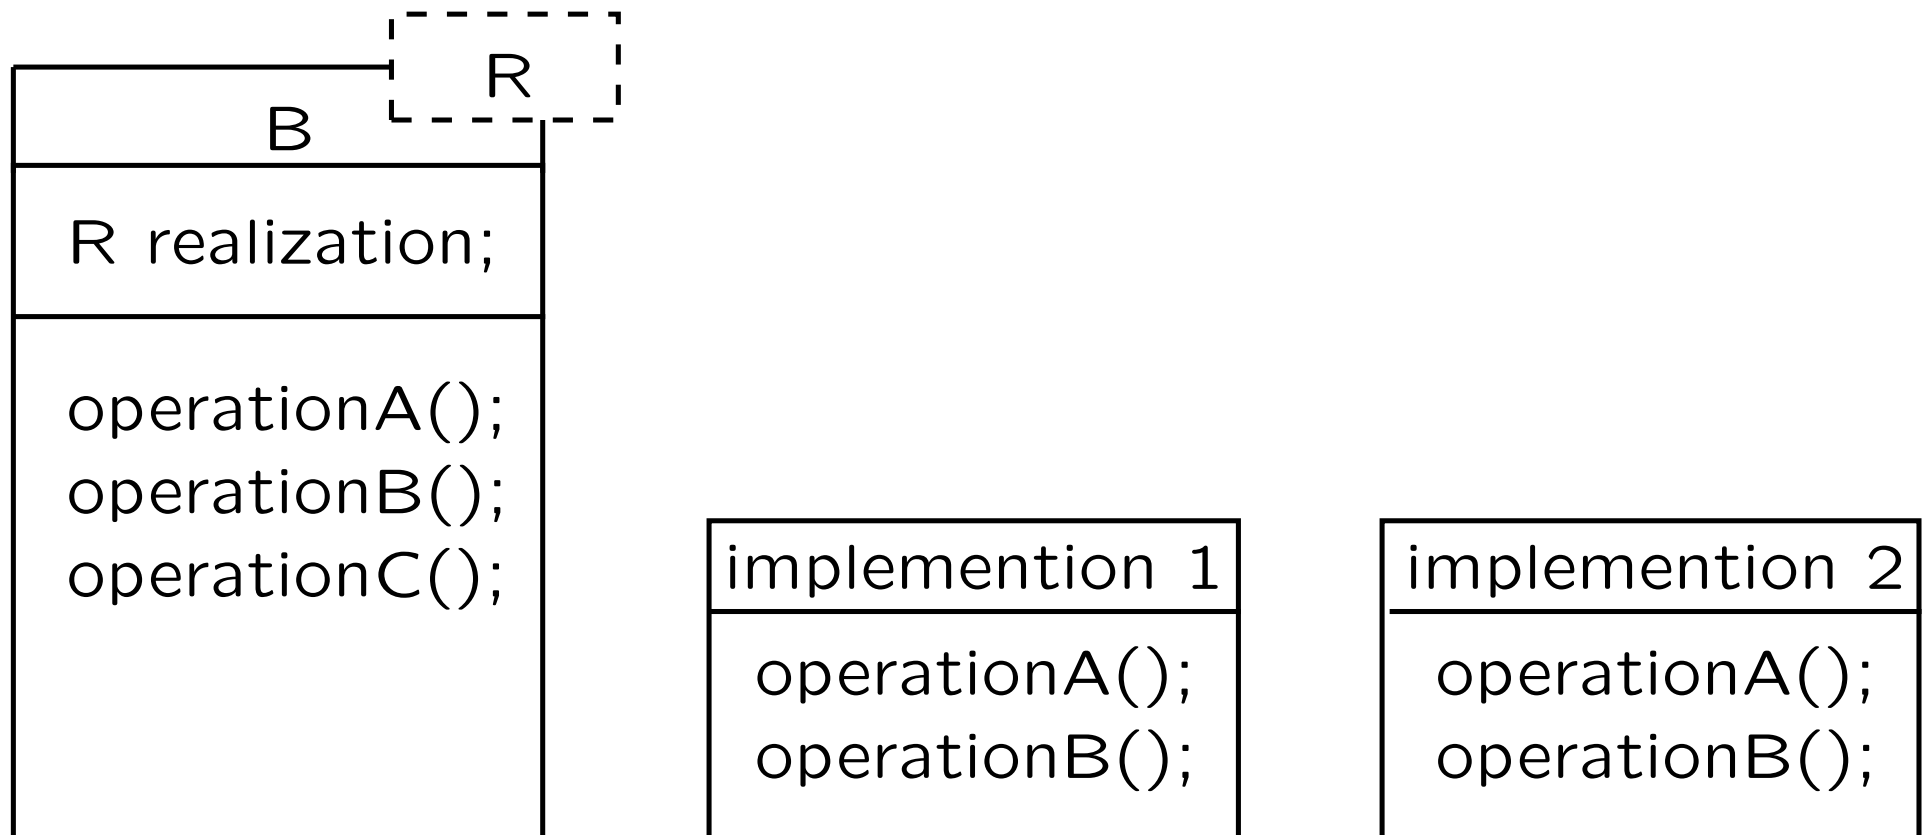 R
B
R realization;
operationA();
operationB();
operationC();
implemention 1
operationA();
operationB();
implemention 2
operationA();
operationB();